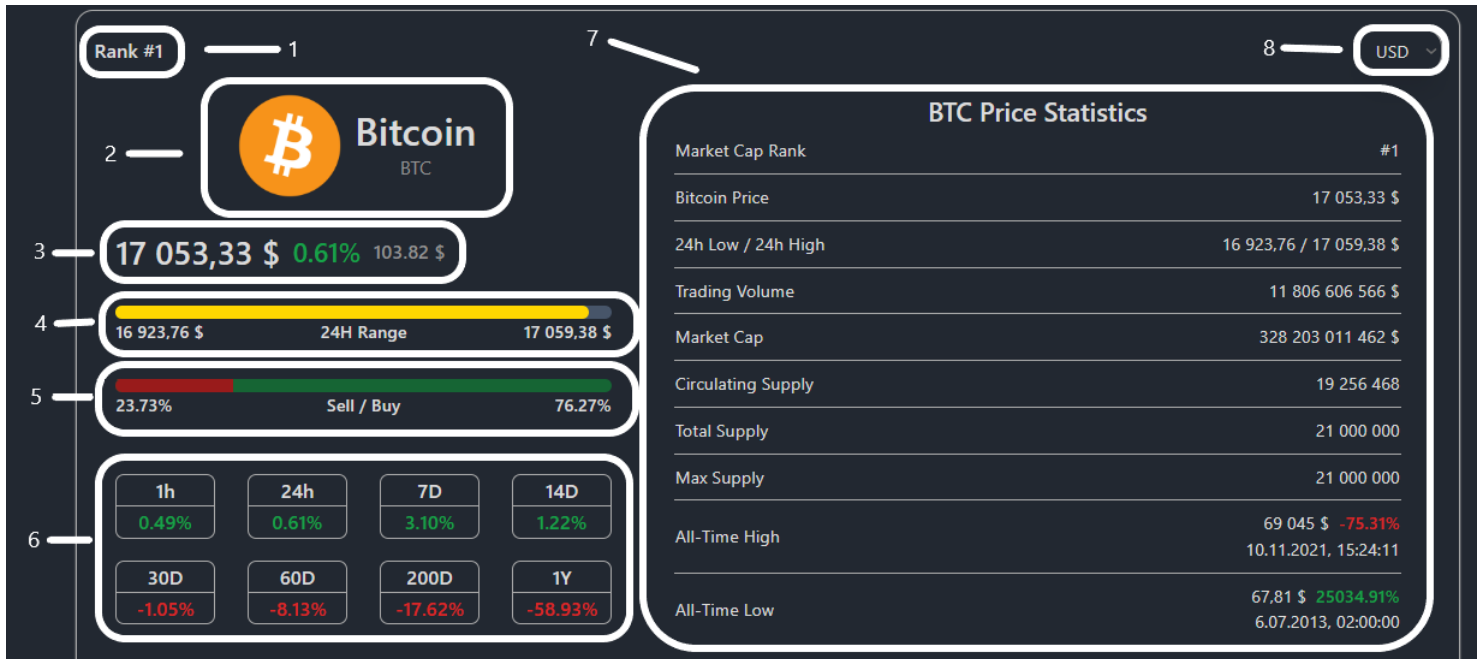 Rank #1
1
7
8
USD
2
Bitcoin
BTC
3
17 053,33 $ 0.61% 103.82 $
4
16 923,76 $ 24H Range 17 059,38 $
5
23.73% Sell / Buy 76.27%
6
1h 24h 7D 14D
0.49% 0.61% 3.10% 1.22%
30D 60D 200D 1Y
-1.05% -8.13% -17.62% -58.93%
BTC Price Statistics
Market Cap Rank #1
Bitcoin Price 17 053,33 $
24h Low / 24h High 16 923,76 / 17 059,38 $
Trading Volume 11 806 606 566 $
Market Cap 328 203 011 462 $
Circulating Supply 19 256 468
Total Supply 21 000 000
Max Supply 21 000 000
All-Time High 69 045 $ -75.31%
10.11.2021, 15:24:11
All-Time Low 67,81 $ 25034.91%
6.07.2013, 02:00:00